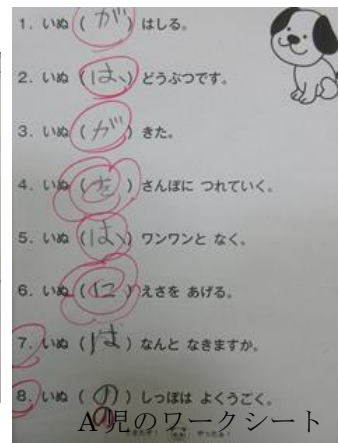 1. いぬ（が）はしる。
2. いぬ（は）どうぶつです。
3. いぬ（が）きた。
4. いぬ（を）さんぽに つれていく。
5. いぬ（は）ワンワンと なく。
6. いぬ（に）えさを あげる。
7. いぬ（は）なんと なきますか。
8. いぬ（の）しっぽは よくうごく。
A児のワークシート